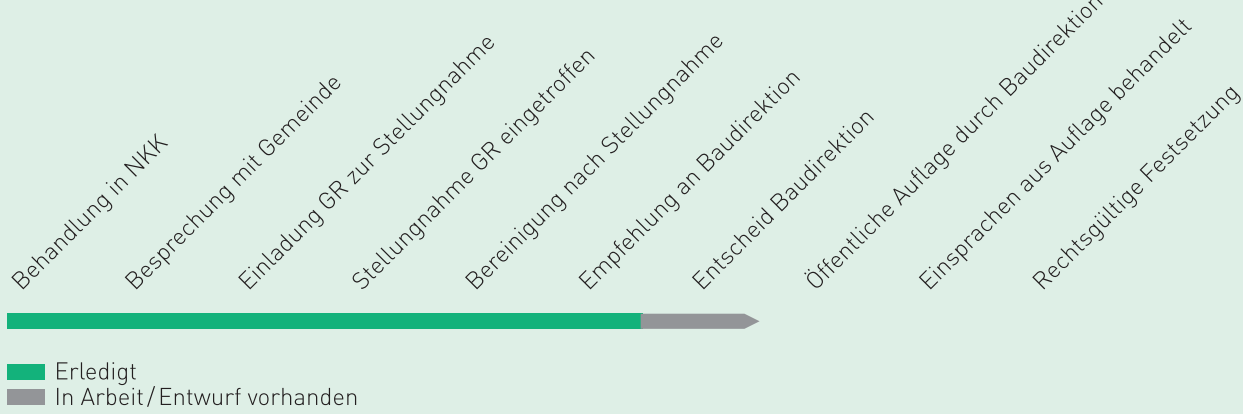 Behandlung in NKK
Besprechung mit Gemeinde
Einladung GR zur Stellungnahme
Stellungnahme GR eingetroffen
Bereinigung nach Stellungnahme
Empfehlung an Baudirektion
Entscheid Baudirektion
Öffentliche Auflage durch Baudirektion
Einsprachen aus Auflage behandelt
Rechtsgültige Festsetzung
Erledigt
In Arbeit / Entwurf vorhanden